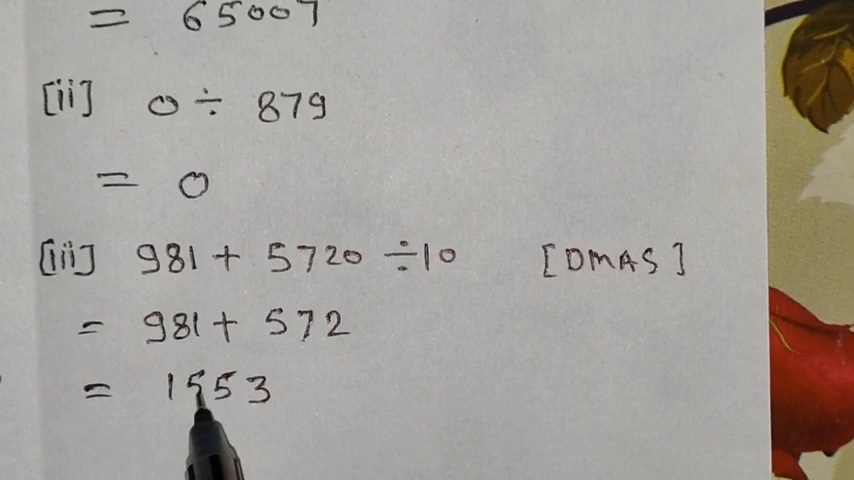 = 65007
[ii] 0 ÷ 879
= 0
[iii] 981 + 5720 ÷10 [DMAS]
= 981 + 572
= 1553